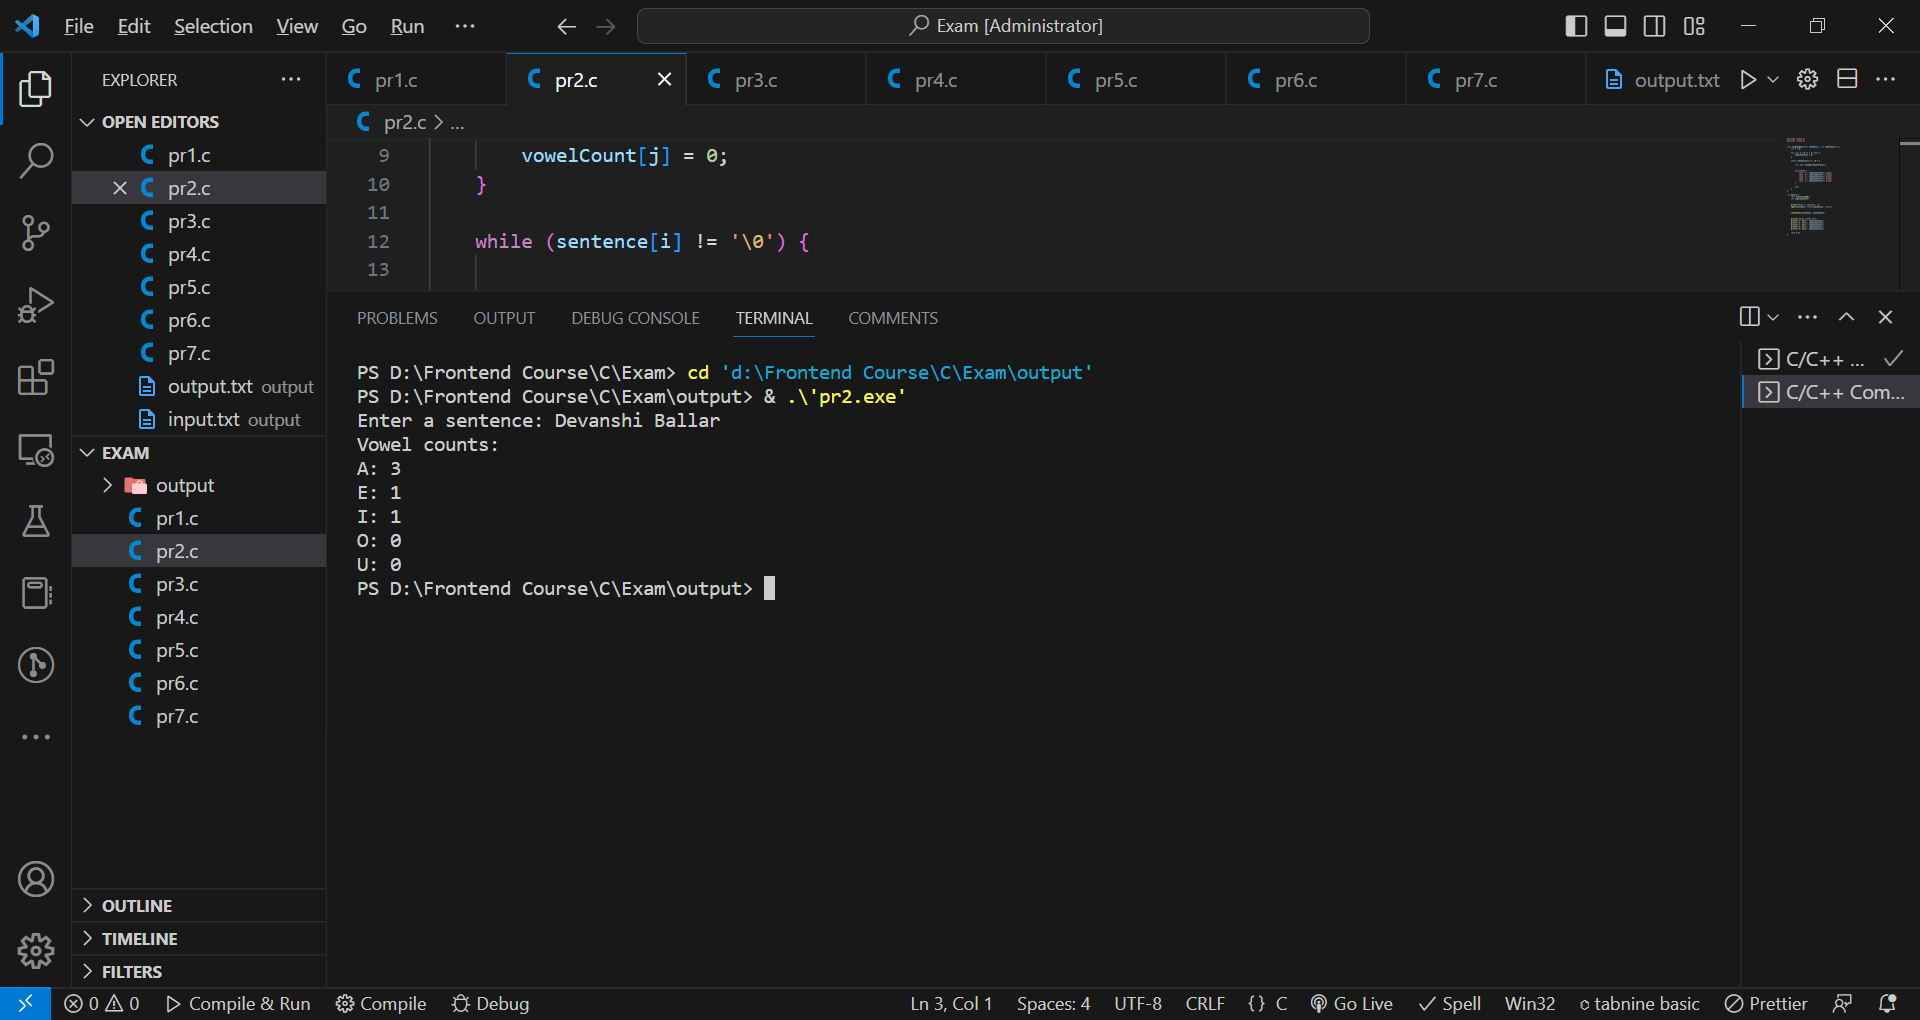 File Edit Selection View Go Run ··· Exam [Administrator]
EXPLORER ···
OPEN EDITORS
pr1.c
pr2.c
pr3.c
pr4.c
pr5.c
pr6.c
pr7.c
output.txt output
input.txt output
EXAM
output
pr1.c
pr2.c
pr3.c
pr4.c
pr5.c
pr6.c
pr7.c
OUTLINE
TIMELINE
FILTERS
pr1.c pr2.c pr3.c pr4.c pr5.c pr6.c pr7.c output.txt
pr2.c > ...
9 vowelCount[j] = 0;
10 }
11
12 while (sentence[i] != '\0') {
13
PROBLEMS OUTPUT DEBUG CONSOLE TERMINAL COMMENTS
PS D:\Frontend Course\C\Exam> cd 'd:\Frontend Course\C\Exam\output'
PS D:\Frontend Course\C\Exam\output> & .\'pr2.exe'
Enter a sentence: Devanshi Ballar
Vowel counts:
A: 3
E: 1
I: 1
O: 0
U: 0
PS D:\Frontend Course\C\Exam\output>
C/C++ ...
C/C++ Com...
0 0 Compile & Run Compile Debug Ln 3, Col 1 Spaces: 4 UTF-8 CRLF {} C Go Live Spell Win32 tabnine basic Prettier